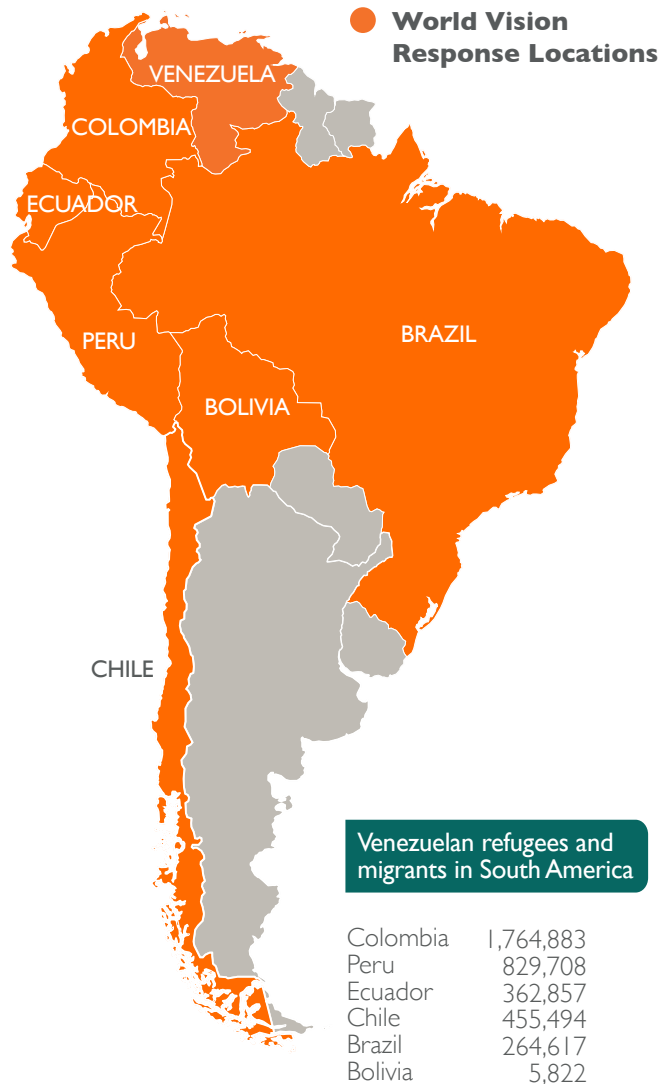 World Vision
Response Locations
VENEZUELA
COLOMBIA
ECUADOR
PERU
BRAZIL
BOLIVIA
CHILE
Venezuelan refugees and
migrants in South America
Colombia 1,764,883
Peru 829,708
Ecuador 362,857
Chile 455,494
Brazil 264,617
Bolivia 5,822